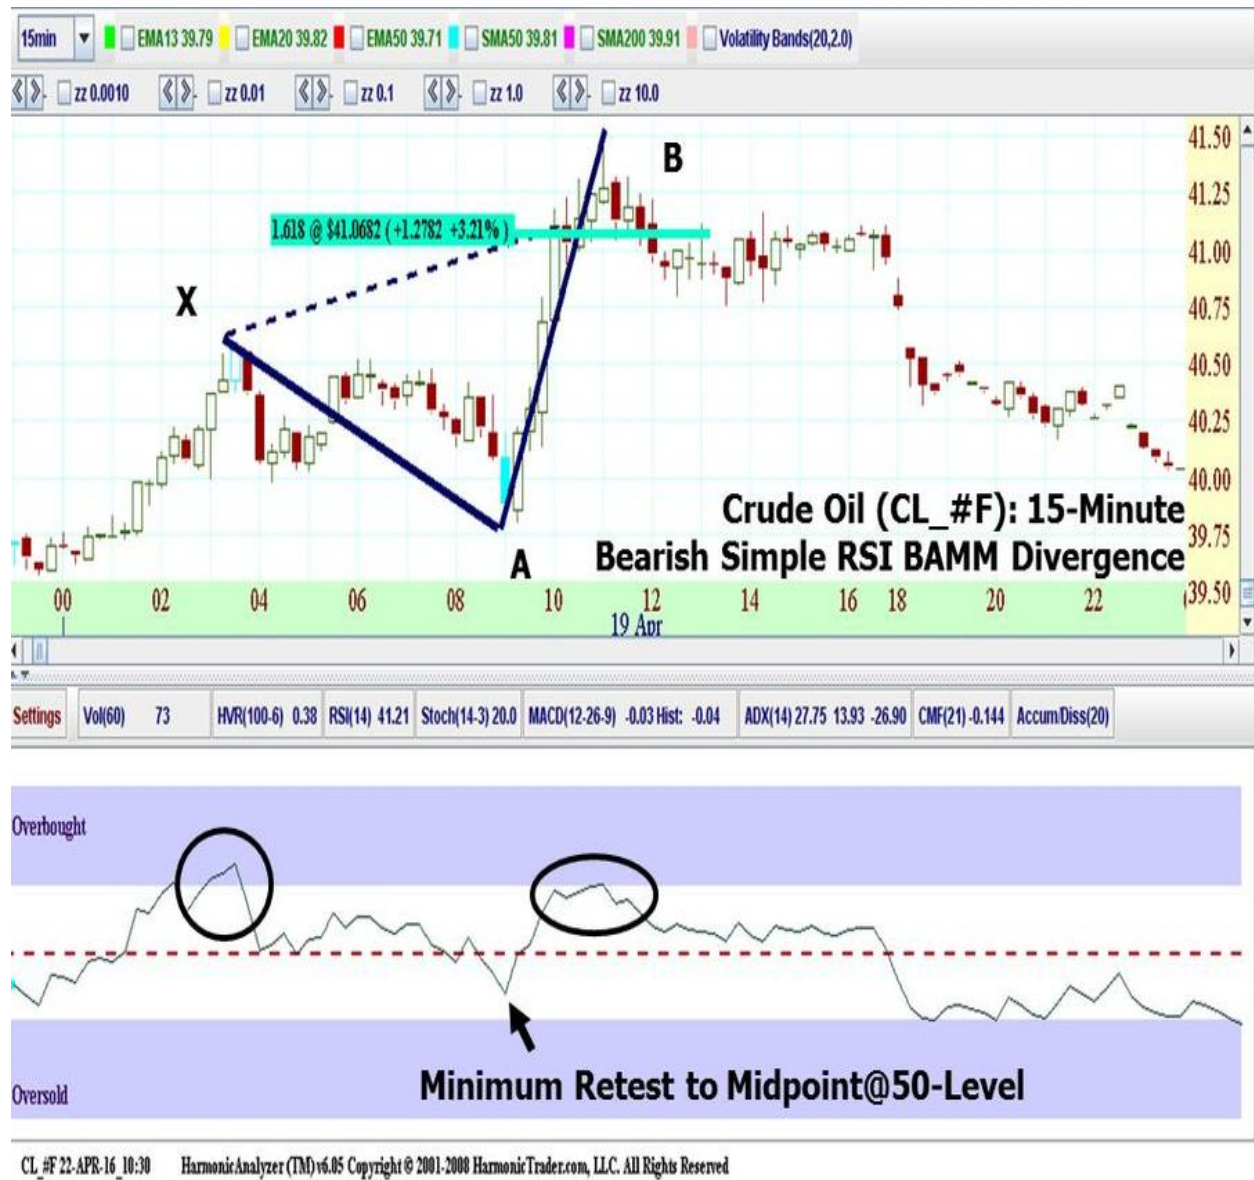 15min EMA13 39.79 EMA20 39.82 EMA50 39.71 SMA50 39.81 SMA200 39.91 Volatility Bands(20,2.0)
zz 0.0010 zz 0.01 zz 0.1 zz 1.0 zz 10.0
41.50
B
41.25
1.618 @ $41.0682 ( +1.2782 +3.21% )
41.00
X
40.75
40.50
40.25
40.00
Crude Oil (CL_#F): 15-Minute
39.75
Bearish Simple RSI BAMM Divergence
A
39.50
00 02 04 06 08 10 12 14 16 18 20 22
19 Apr
Settings Vol(60) 73 HVR(100-6) 0.38 RSI(14) 41.21 Stoch(14-3) 20.0 MACD(12-26-9) -0.03 Hist: -0.04 ADX(14) 27.75 13.93 -26.90 CMF(21) -0.144 Accum/Diss(20)
Overbought
Minimum Retest to Midpoint@50-Level
Oversold
CL_#F 22-APR-16_10:30 HarmonicAnalyzer (TM) v6.05 Copyright © 2001-2008 HarmonicTrader.com, LLC. All Rights Reserved